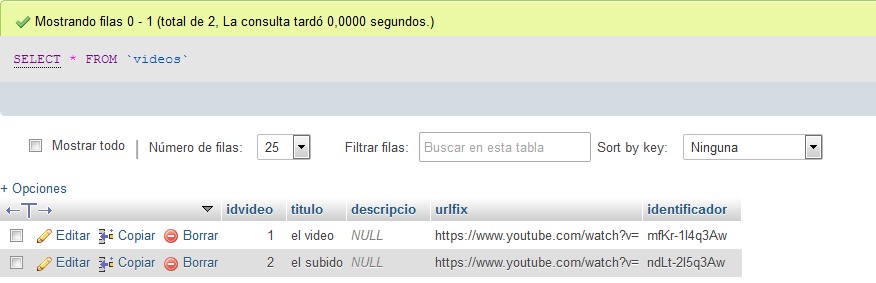 Mostrando filas 0 - 1 (total de 2, La consulta tardó 0,0000 segundos.)
SELECT * FROM `videos`
Mostrar todo | Número de filas: 25 Filtrar filas: Buscar en esta tabla Sort by key: Ninguna
+ Opciones
←T→ idvideo titulo descripcio urlfix identificador
Editar Copiar Borrar 1 el video NULL https://www.youtube.com/watch?v= mfKr-1l4q3Aw
Editar Copiar Borrar 2 el subido NULL https://www.youtube.com/watch?v= ndLt-2l5q3Aw